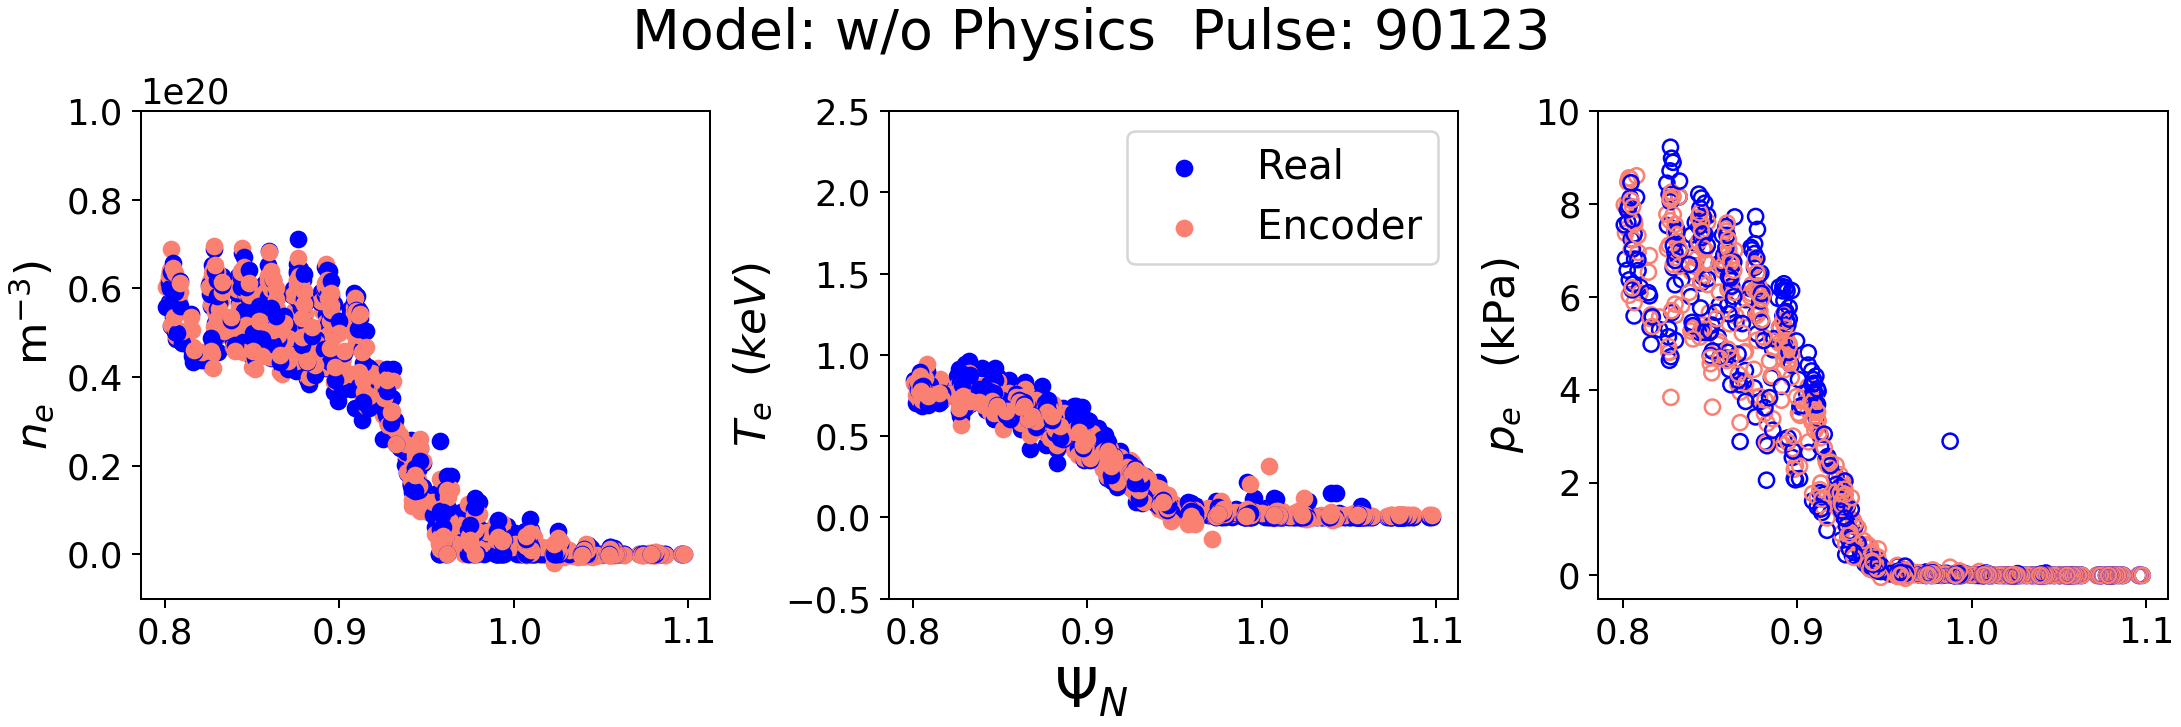 Model: w/o Physics  Pulse: 90123
1e20
1.0
0.8
0.6
0.4
0.2
0.0
0.8 0.9 1.0 1.1
nₑ m⁻³)
2.5
2.0
1.5
1.0
0.5
0.0
−0.5
0.8 0.9 1.0 1.1
Tₑ (keV)
Real
Encoder
10
8
6
4
2
0
0.8 0.9 1.0 1.1
pₑ (kPa)
Ψ_N